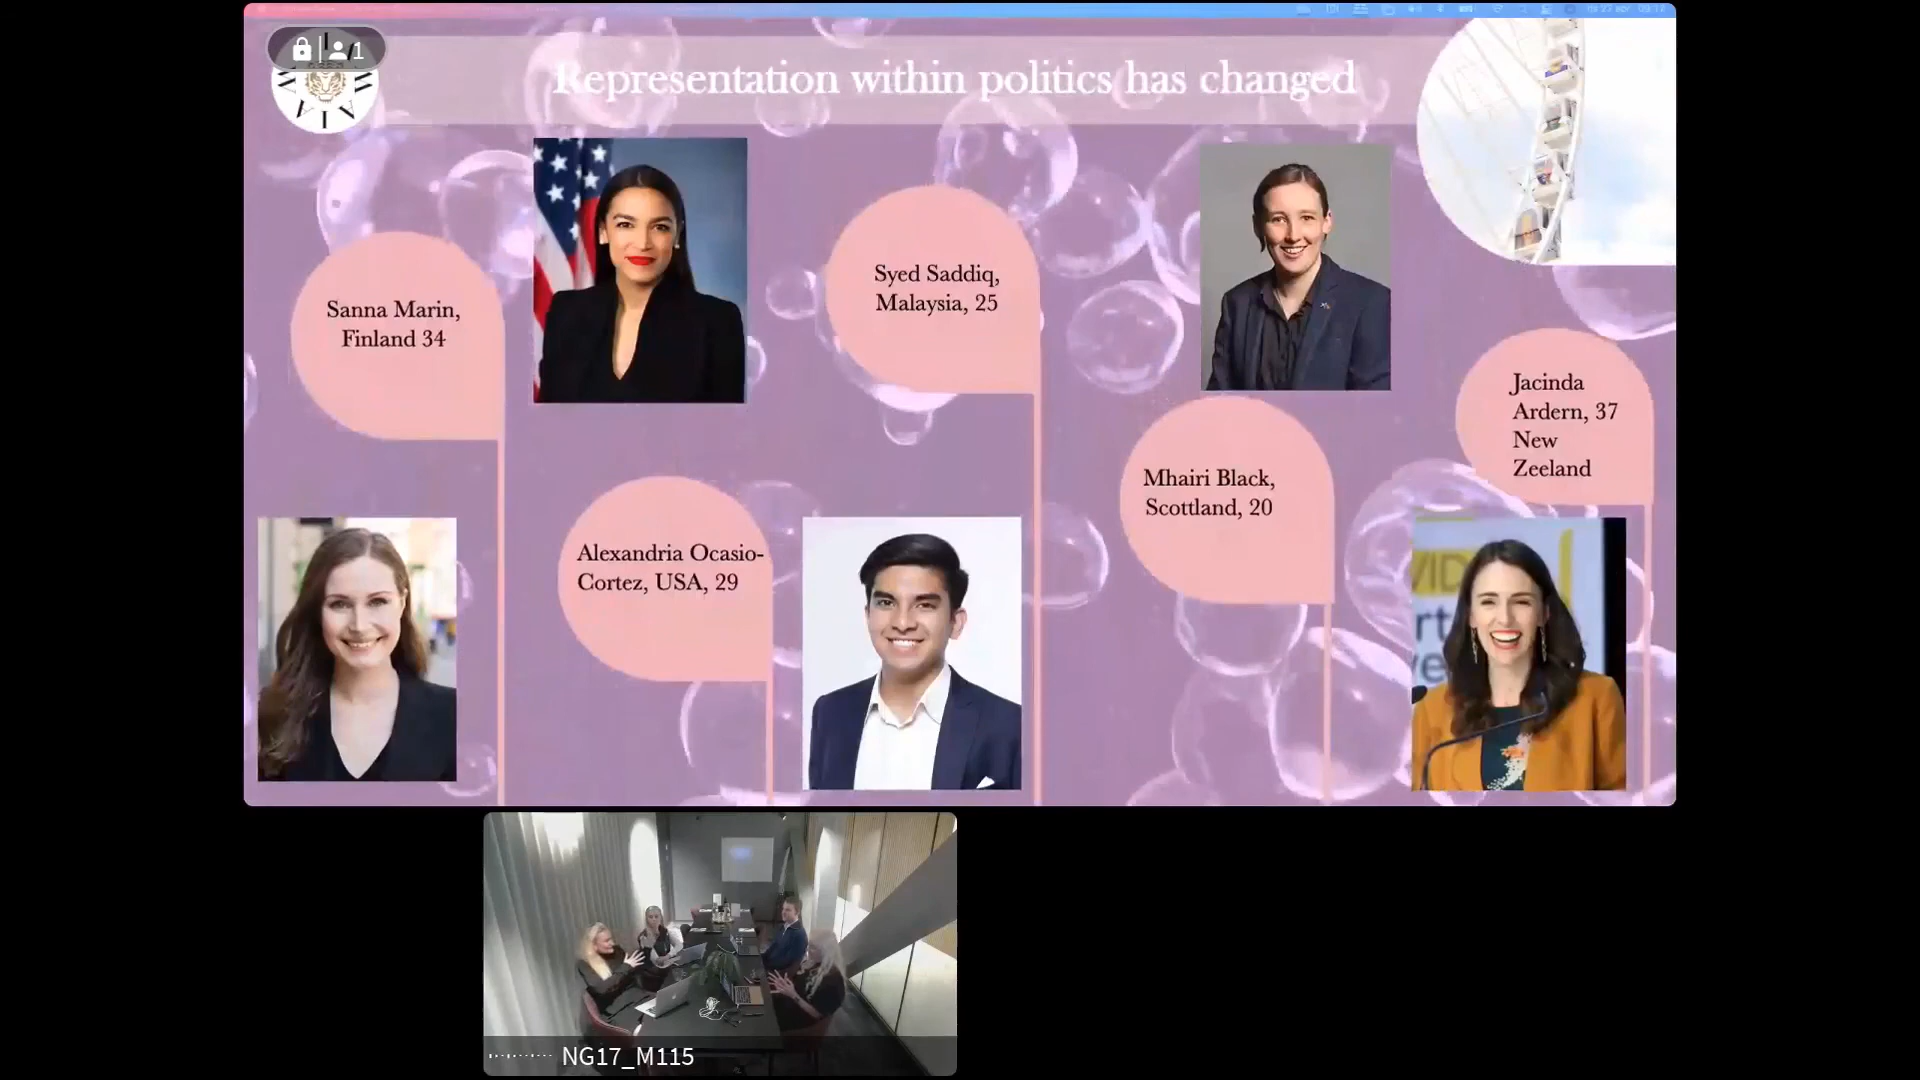 1
Representation within politics has changed
Sanna Marin,
Finland 34
Syed Saddiq,
Malaysia, 25
Jacinda
Ardern, 37
New
Zeeland
Mhairi Black,
Scottland, 20
Alexandria Ocasio-
Cortez, USA, 29
NG17_M115